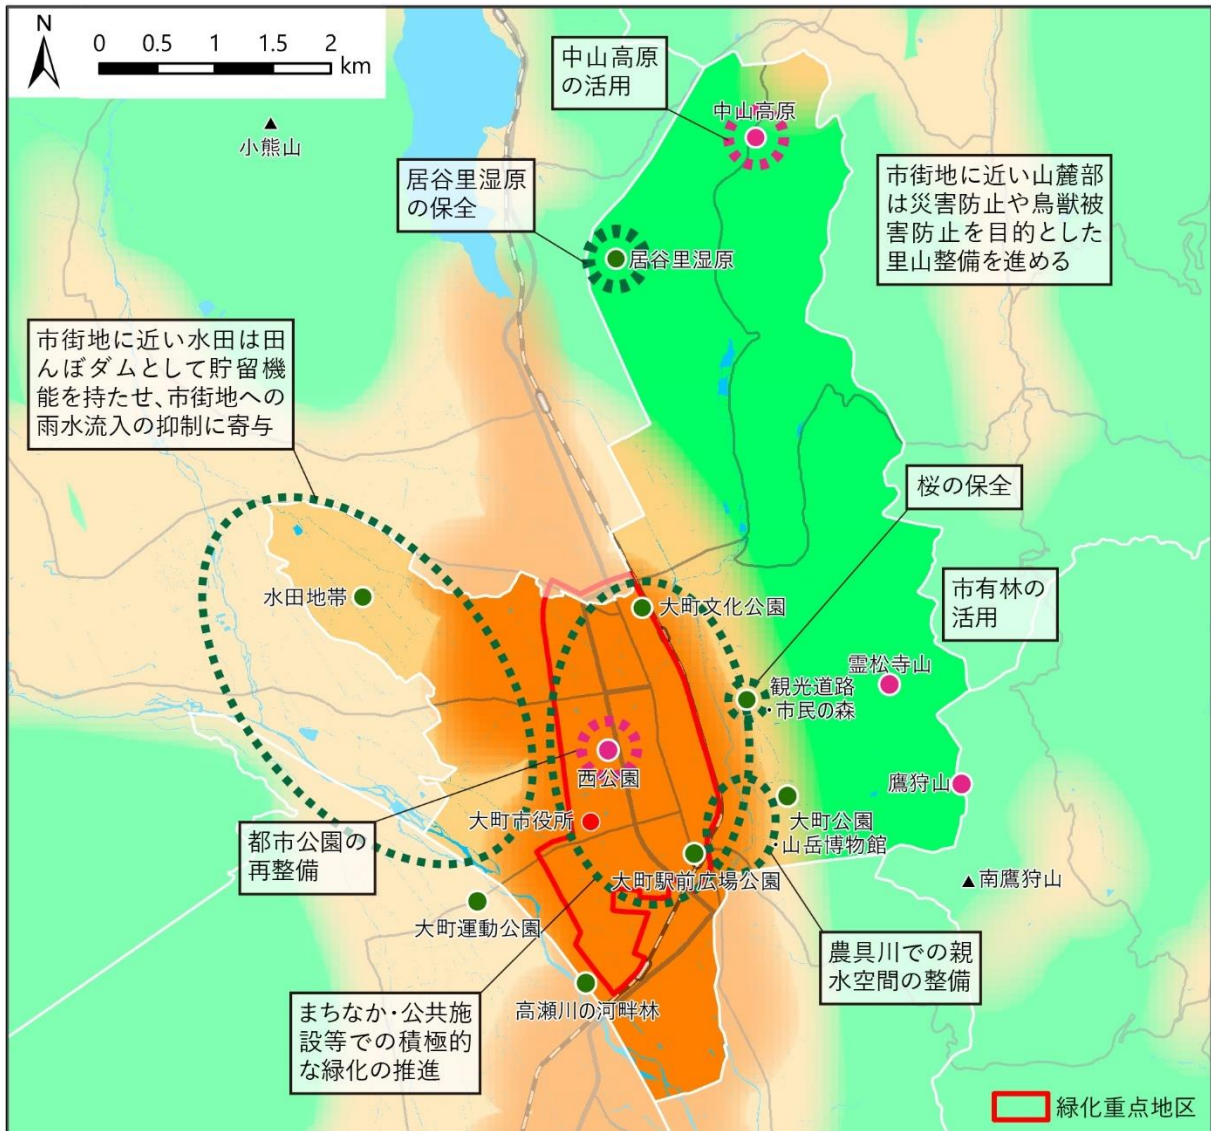 N
0 0.5 1 1.5 2
km
小熊山
中山高原
の活用
中山高原
居谷里湿原
の保全
居谷里湿原
市街地に近い山麓部
は災害防止や鳥獣被
害防止を目的とした
里山整備を進める
市街地に近い水田は田
んぼダムとして貯留機
能を持たせ、市街地への
雨水流入の抑制に寄与
桜の保全
水田地帯
大町文化公園
市有林の
活用
霊松寺山
観光道路
・市民の森
西公園
鷹狩山
大町市役所
大町公園
・山岳博物館
都市公園の
再整備
大町駅前広場公園
南鷹狩山
大町運動公園
農具川での親
水空間の整備
高瀬川の河畔林
まちなか・公共施
設等での積極的
な緑化の推進
緑化重点地区